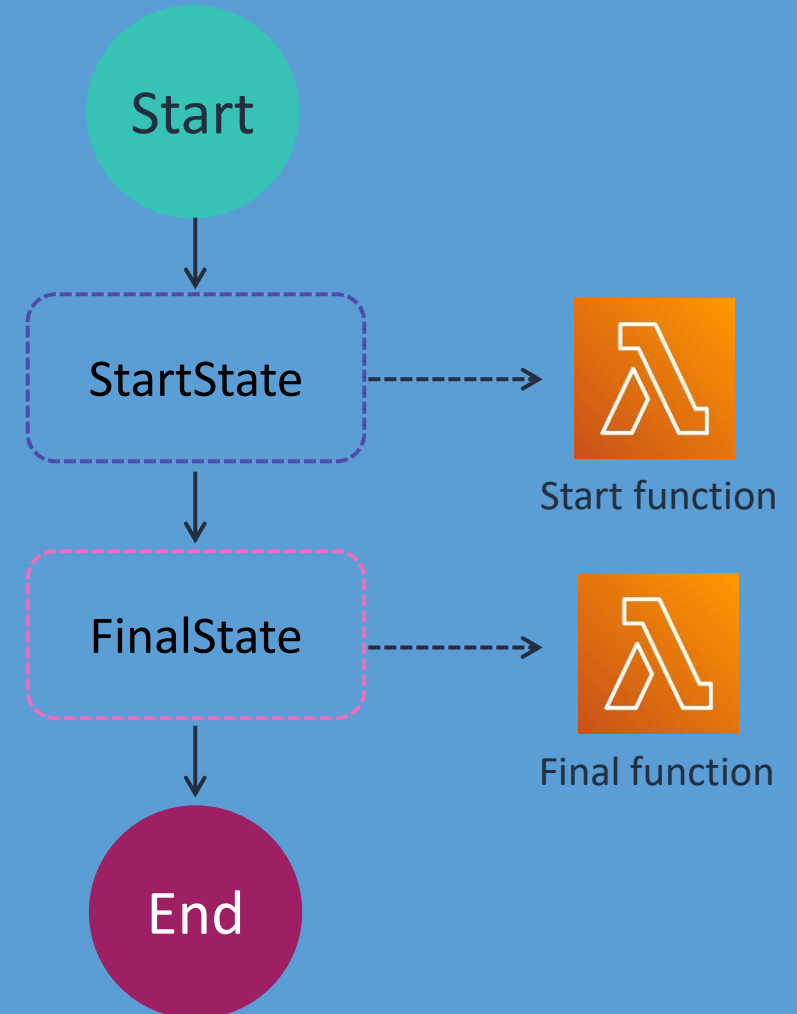 Start
StartState
Start function
FinalState
Final function
End